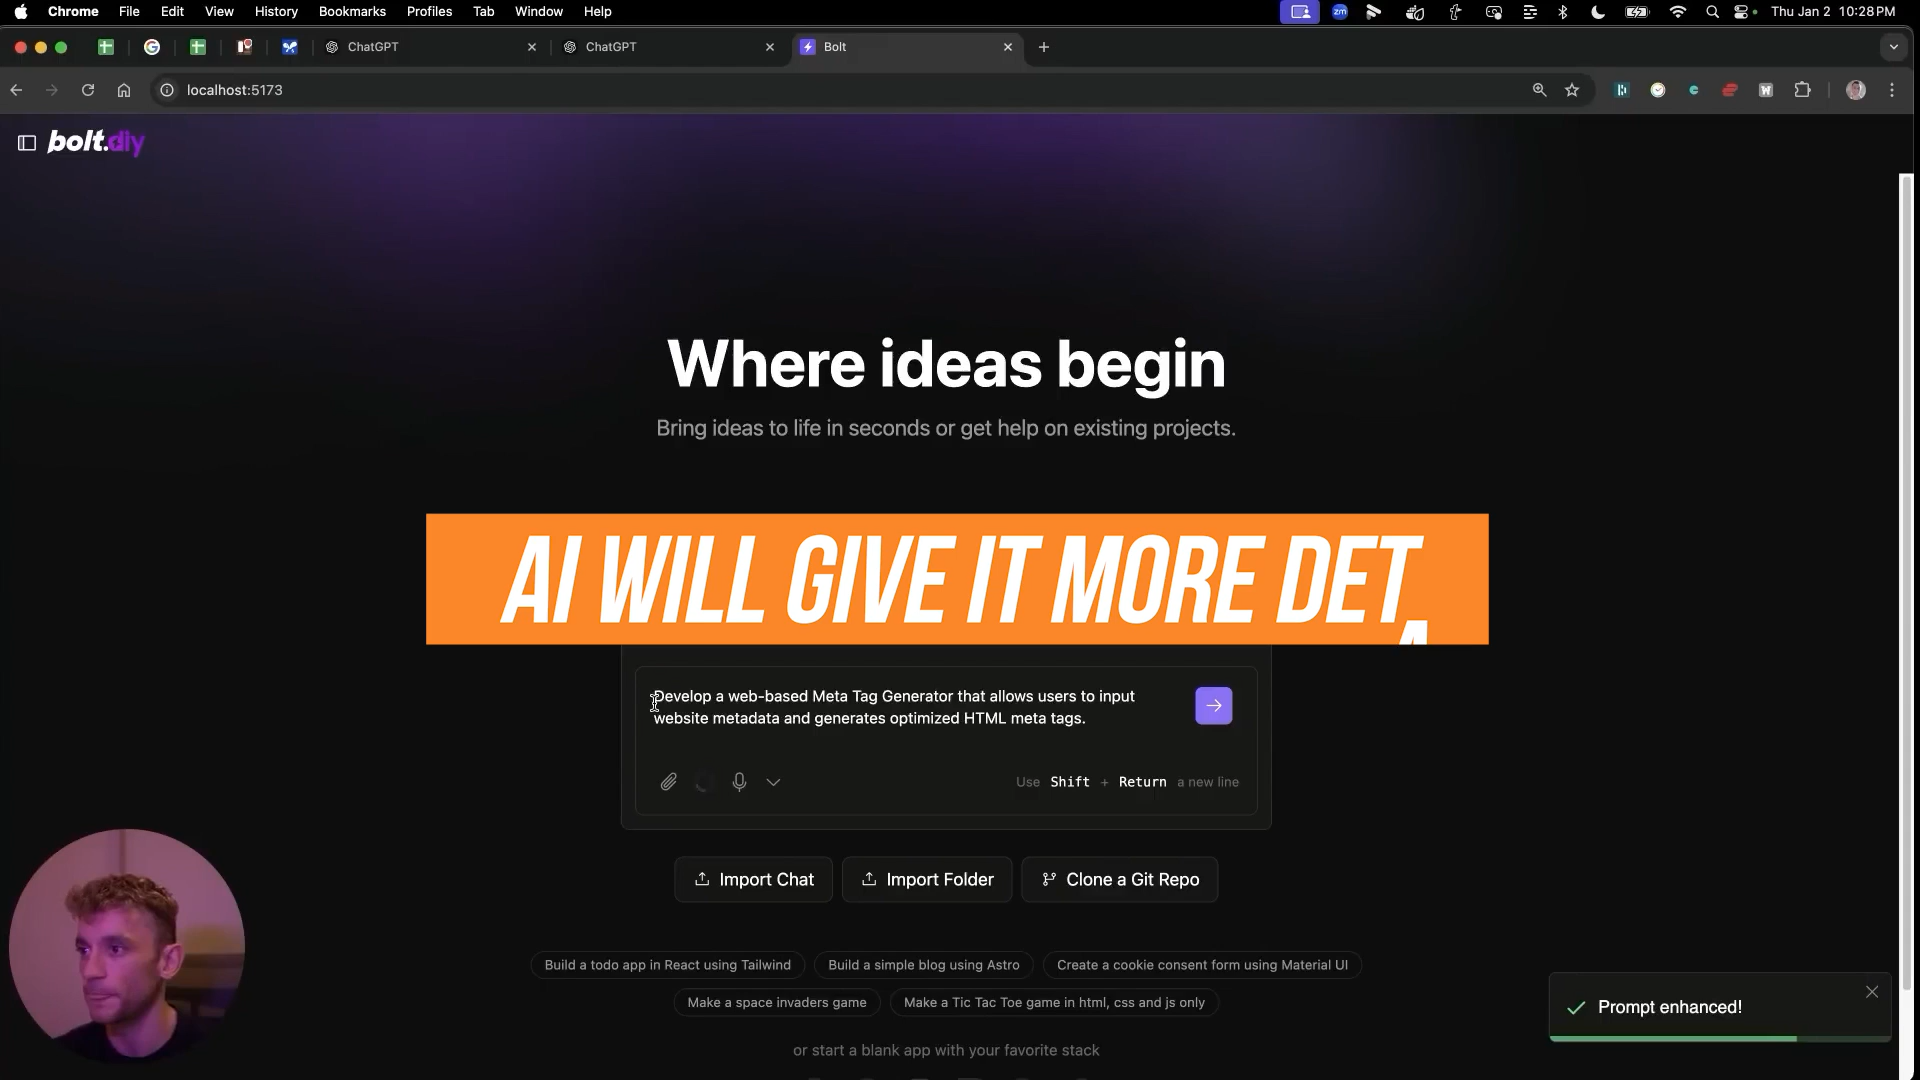 Chrome File Edit View History Bookmarks Profiles Tab Window Help
zm
Thu Jan 2 10:28 PM
ChatGPT
ChatGPT
Bolt
localhost:5173
bolt.diy
Where ideas begin
Bring ideas to life in seconds or get help on existing projects.
AI WILL GIVE IT MORE DETA
Develop a web-based Meta Tag Generator that allows users to input
website metadata and generates optimized HTML meta tags.
Use Shift + Return a new line
Import Chat
Import Folder
Clone a Git Repo
Build a todo app in React using Tailwind
Build a simple blog using Astro
Create a cookie consent form using Material UI
Make a space invaders game
Make a Tic Tac Toe game in html, css and js only
Prompt enhanced!
or start a blank app with your favorite stack